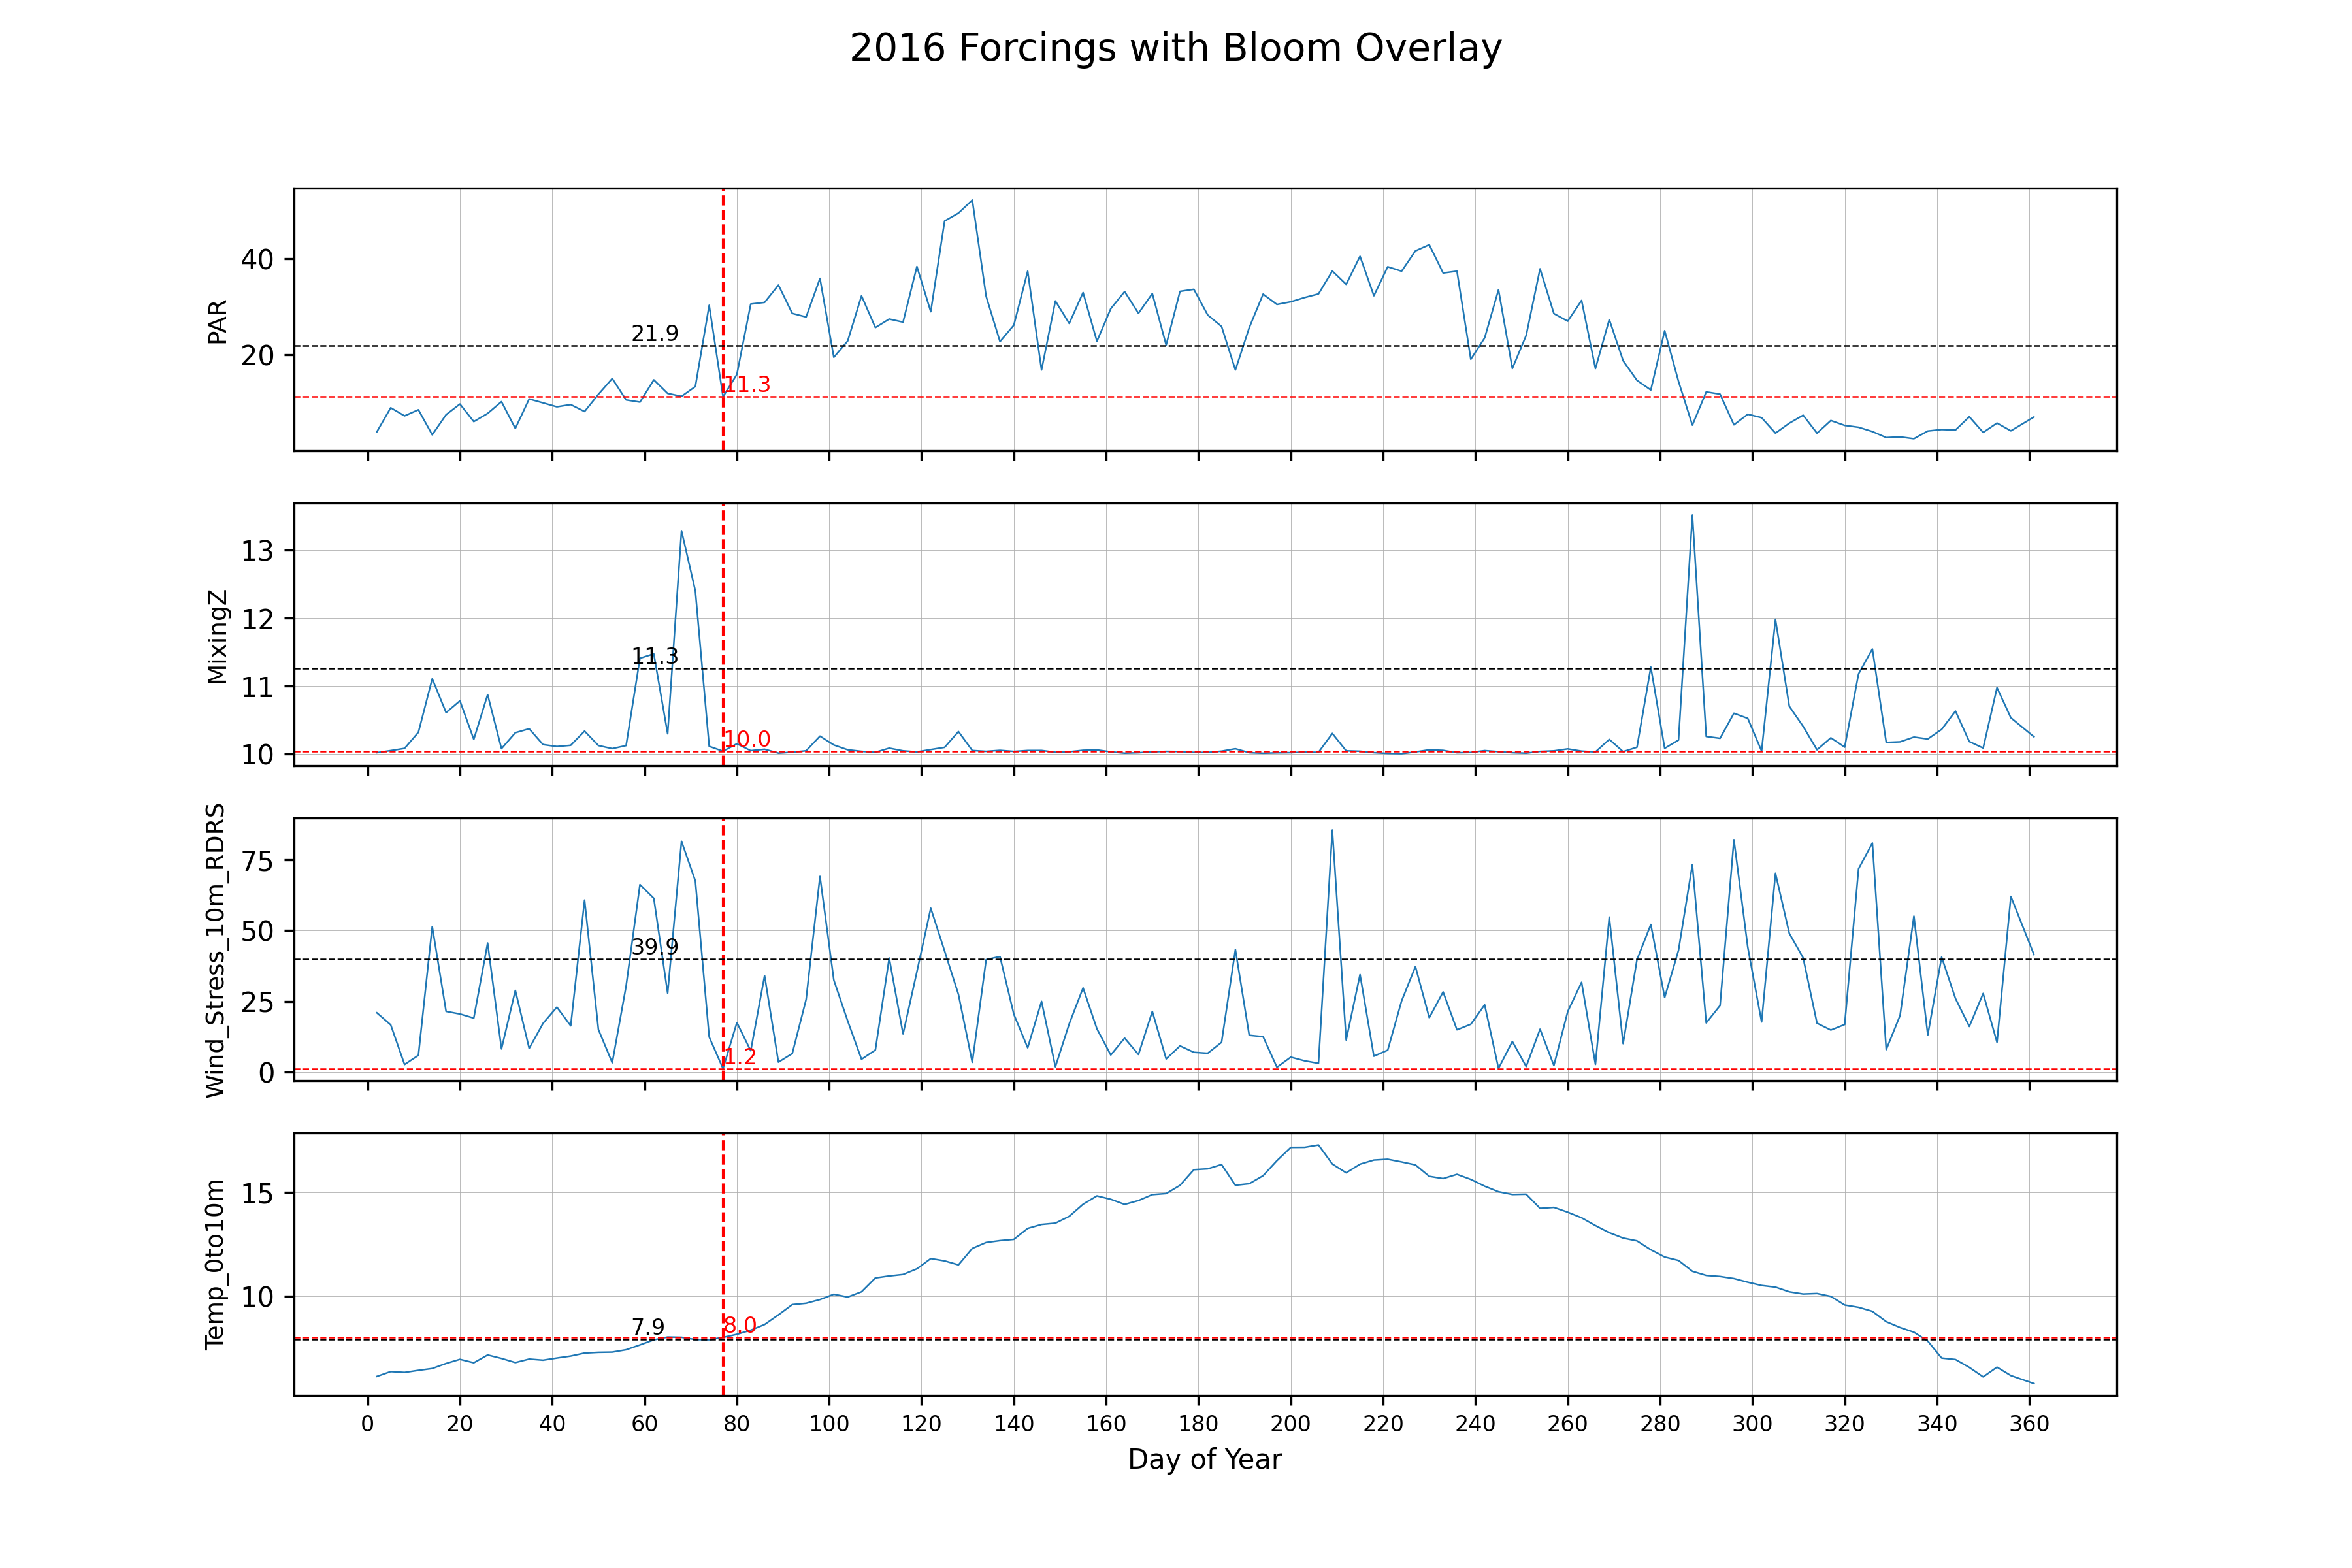 2016 Forcings with Bloom Overlay
PAR
40
20
21.9
11.3
MixingZ
13
12
11
10
11.3
10.0
Wind_Stress_10m_RDRS
75
50
25
0
39.9
1.2
Temp_0to10m
15
10
7.9
8.0
0 20 40 60 80 100 120 140 160 180 200 220 240 260 280 300 320 340 360
Day of Year